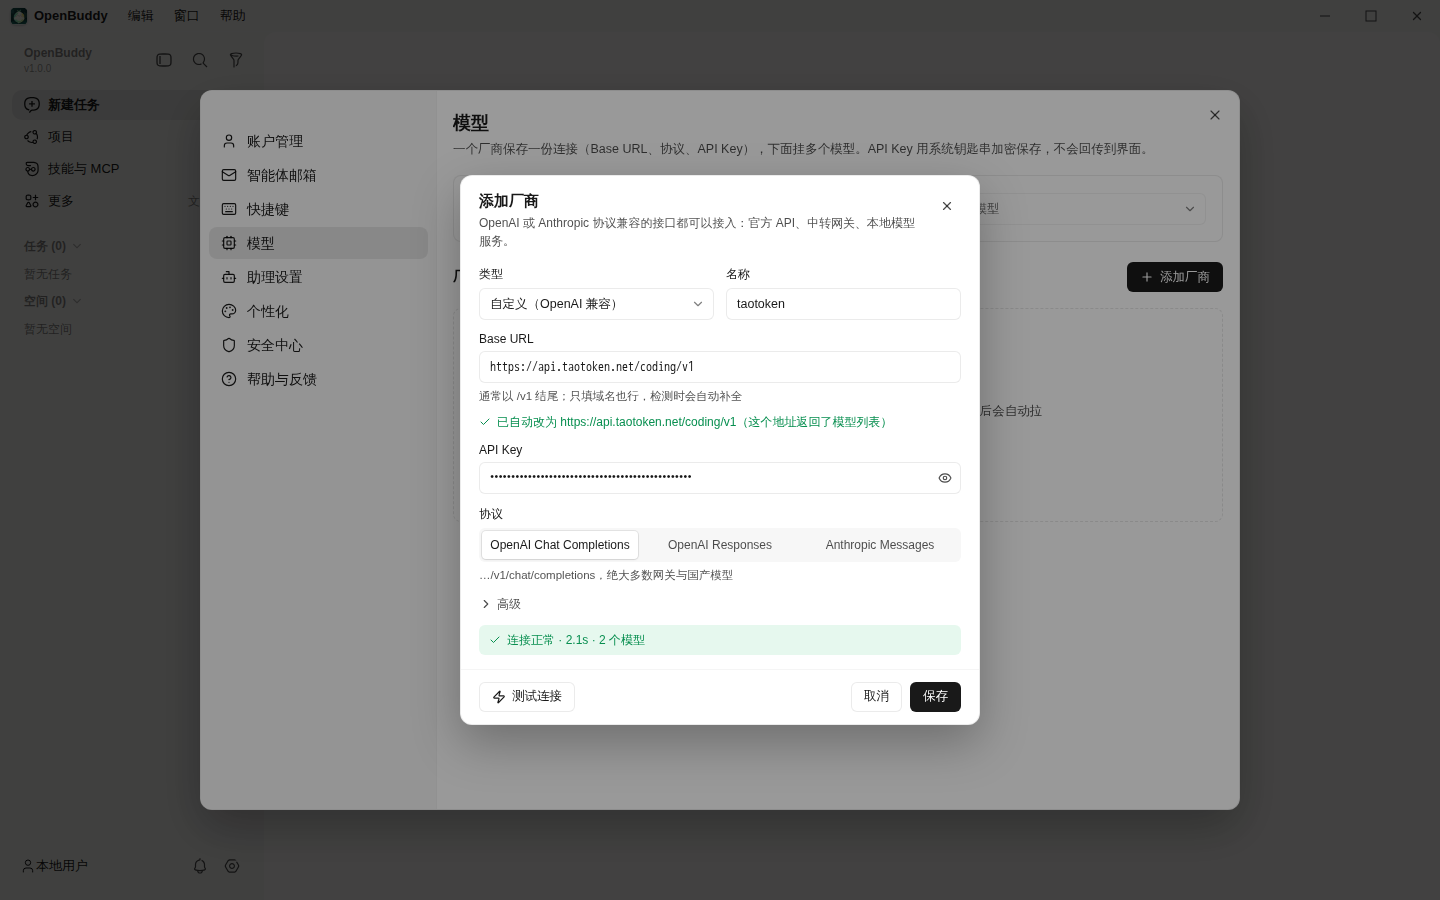 OpenBuddy 编辑 窗口 帮助
OpenBuddy
v1.0.0
新建任务
项目
技能与 MCP
更多 文
任务 (0)
暂无任务
空间 (0)
暂无空间
本地用户
账户管理
智能体邮箱
快捷键
模型
助理设置
个性化
安全中心
帮助与反馈
模型
一个厂商保存一份连接（Base URL、协议、API Key），下面挂多个模型。API Key 用系统钥匙串加密保存，不会回传到界面。
模型
添加厂商
后会自动拉
添加厂商
OpenAI 或 Anthropic 协议兼容的接口都可以接入：官方 API、中转网关、本地模型
服务。
类型 名称
自定义（OpenAI 兼容） taotoken
Base URL
https://api.taotoken.net/coding/v1
通常以 /v1 结尾；只填域名也行，检测时会自动补全
已自动改为 https://api.taotoken.net/coding/v1（这个地址返回了模型列表）
API Key
••••••••••••••••••••••••••••••••••••••••••••••••
协议
OpenAI Chat Completions OpenAI Responses Anthropic Messages
…/v1/chat/completions，绝大多数网关与国产模型
高级
连接正常 · 2.1s · 2 个模型
测试连接 取消 保存